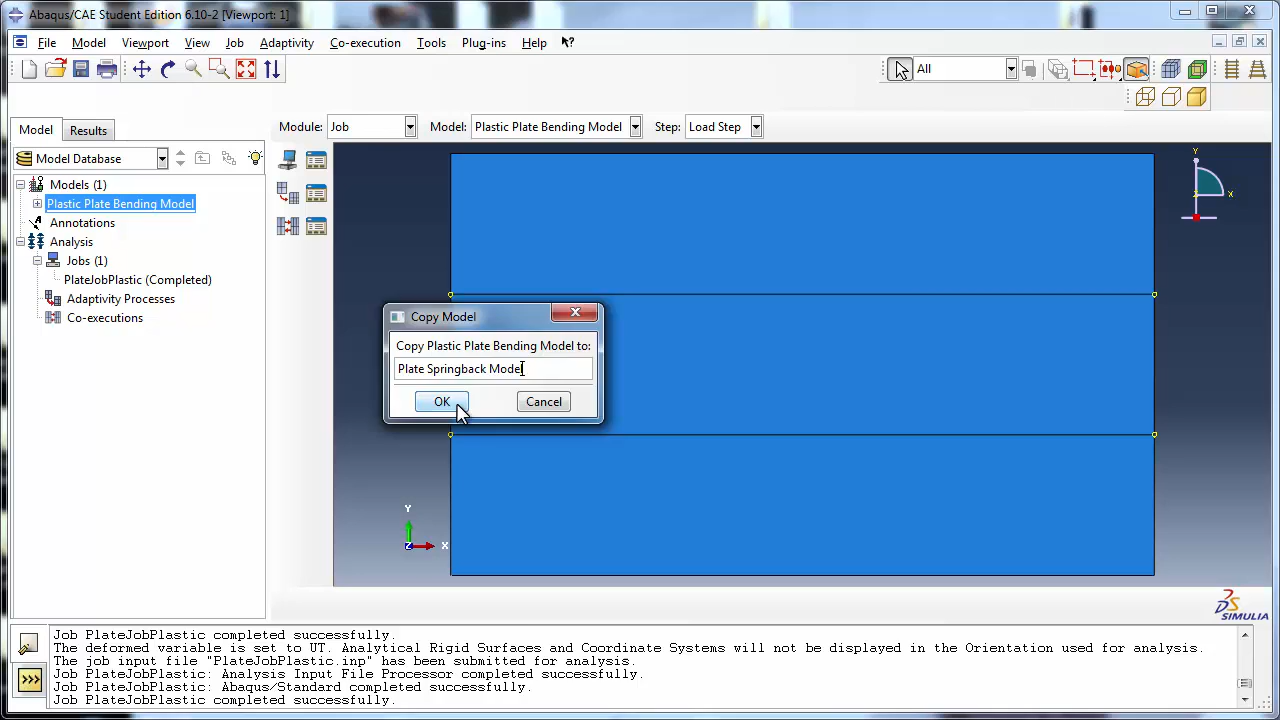 Abaqus/CAE Student Edition 6.10-2 [Viewport: 1]
File Model Viewport View Job Adaptivity Co-execution Tools Plug-ins Help ?
All
Model Results
Module: Job Model: Plastic Plate Bending Model Step: Load Step
Model Database
Models (1)
Plastic Plate Bending Model
Annotations
Analysis
Jobs (1)
PlateJobPlastic (Completed)
Adaptivity Processes
Co-executions
Y
X
Copy Model
Copy Plastic Plate Bending Model to:
Plate Springback Model
OK Cancel
Y
Z X
SIMULIA
Job PlateJobPlastic completed successfully.
The deformed variable is set to UT. Analytical Rigid Surfaces and Coordinate Systems will not be displayed in the Orientation used for analysis.
The job input file "PlateJobPlastic.inp" has been submitted for analysis.
Job PlateJobPlastic: Analysis Input File Processor completed successfully.
Job PlateJobPlastic: Abaqus/Standard completed successfully.
Job PlateJobPlastic completed successfully.
>>>